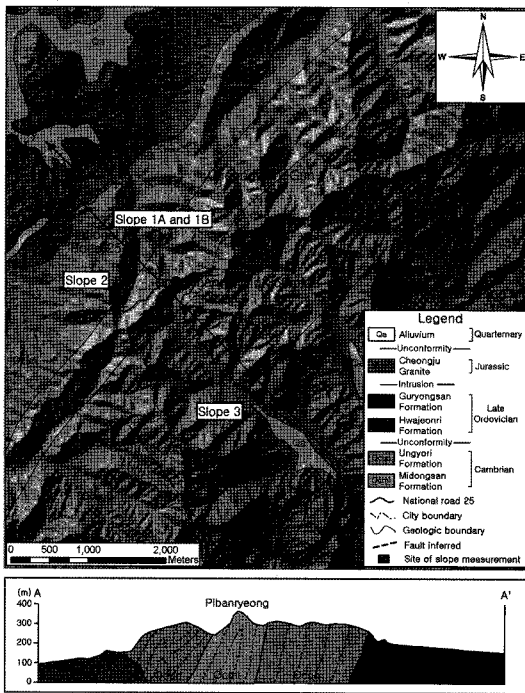 N
W E
S
Qa
Slope 1A and 1B
Slope 2
Slope 3
Legend
Qa Alluvium Quaternary
Unconformity
Cheongju
Granite
Jurassic
Intrusion
Guryongsan
Formation
Late
Ordovician
Hwajeonri
Formation
Unconformity
Ungyori
Formation
Cambrian
Midongsan
Formation
National road 25
City boundary
Geologic boundary
Fault inferred
Site of slope measurement
0 500 1,000 2,000
Meters
(m) A Pibanryeong A'
400
300
200
100
0